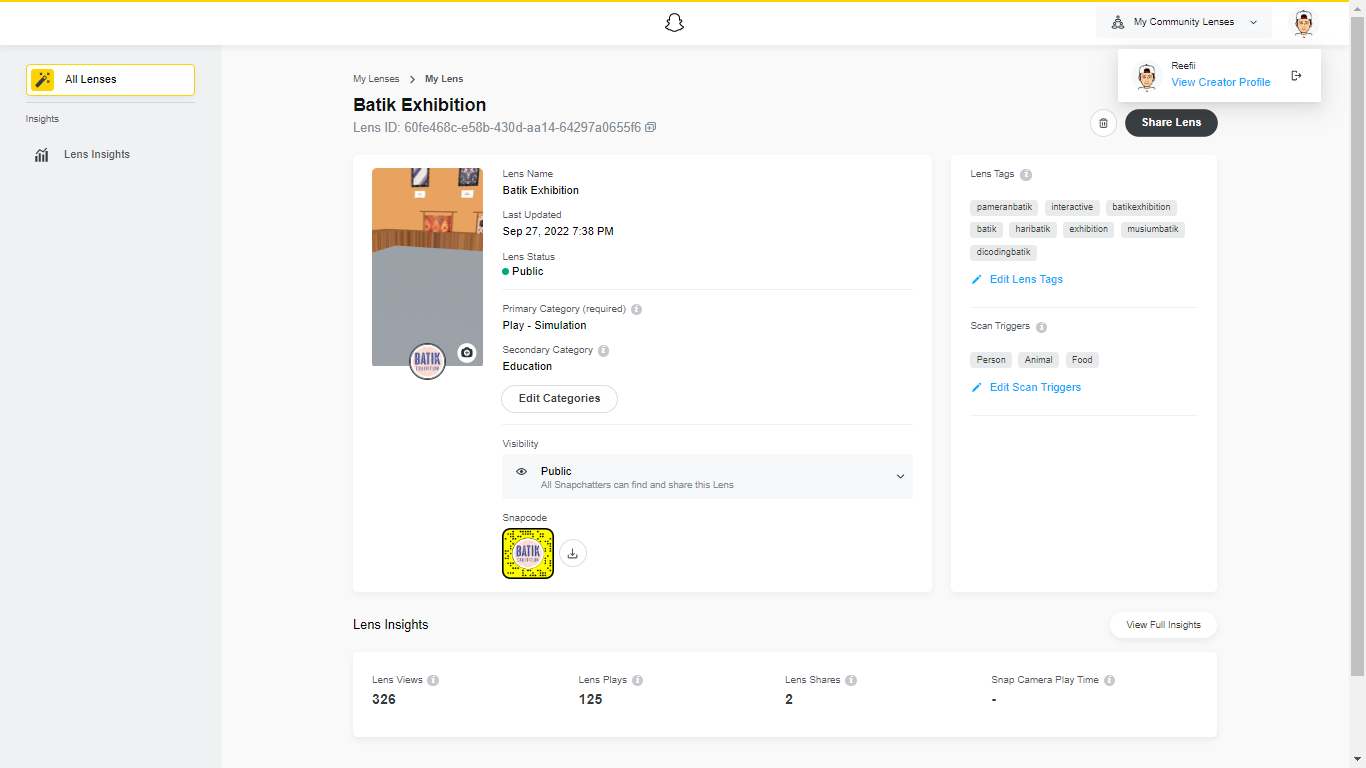 My Community Lenses
Reefii
View Creator Profile
All Lenses
Insights
Lens Insights
My Lenses > My Lens
Batik Exhibition
Lens ID: 60fe468c-e58b-430d-aa14-64297a0655f6
Share Lens
BATIK
EXHIBITION
Lens Name
Batik Exhibition
Last Updated
Sep 27, 2022 7:38 PM
Lens Status
Public
Primary Category (required)
Play - Simulation
Secondary Category
Education
Edit Categories
Visibility
Public
All Snapchatters can find and share this Lens
Snapcode
BATIK
EXHIBITION
Lens Tags
pameranbatik interactive batikexhibition
batik haribatik exhibition musiumbatik
dicodingbatik
Edit Lens Tags
Scan Triggers
Person Animal Food
Edit Scan Triggers
Lens Insights
View Full Insights
Lens Views Lens Plays Lens Shares Snap Camera Play Time
326 125 2 -